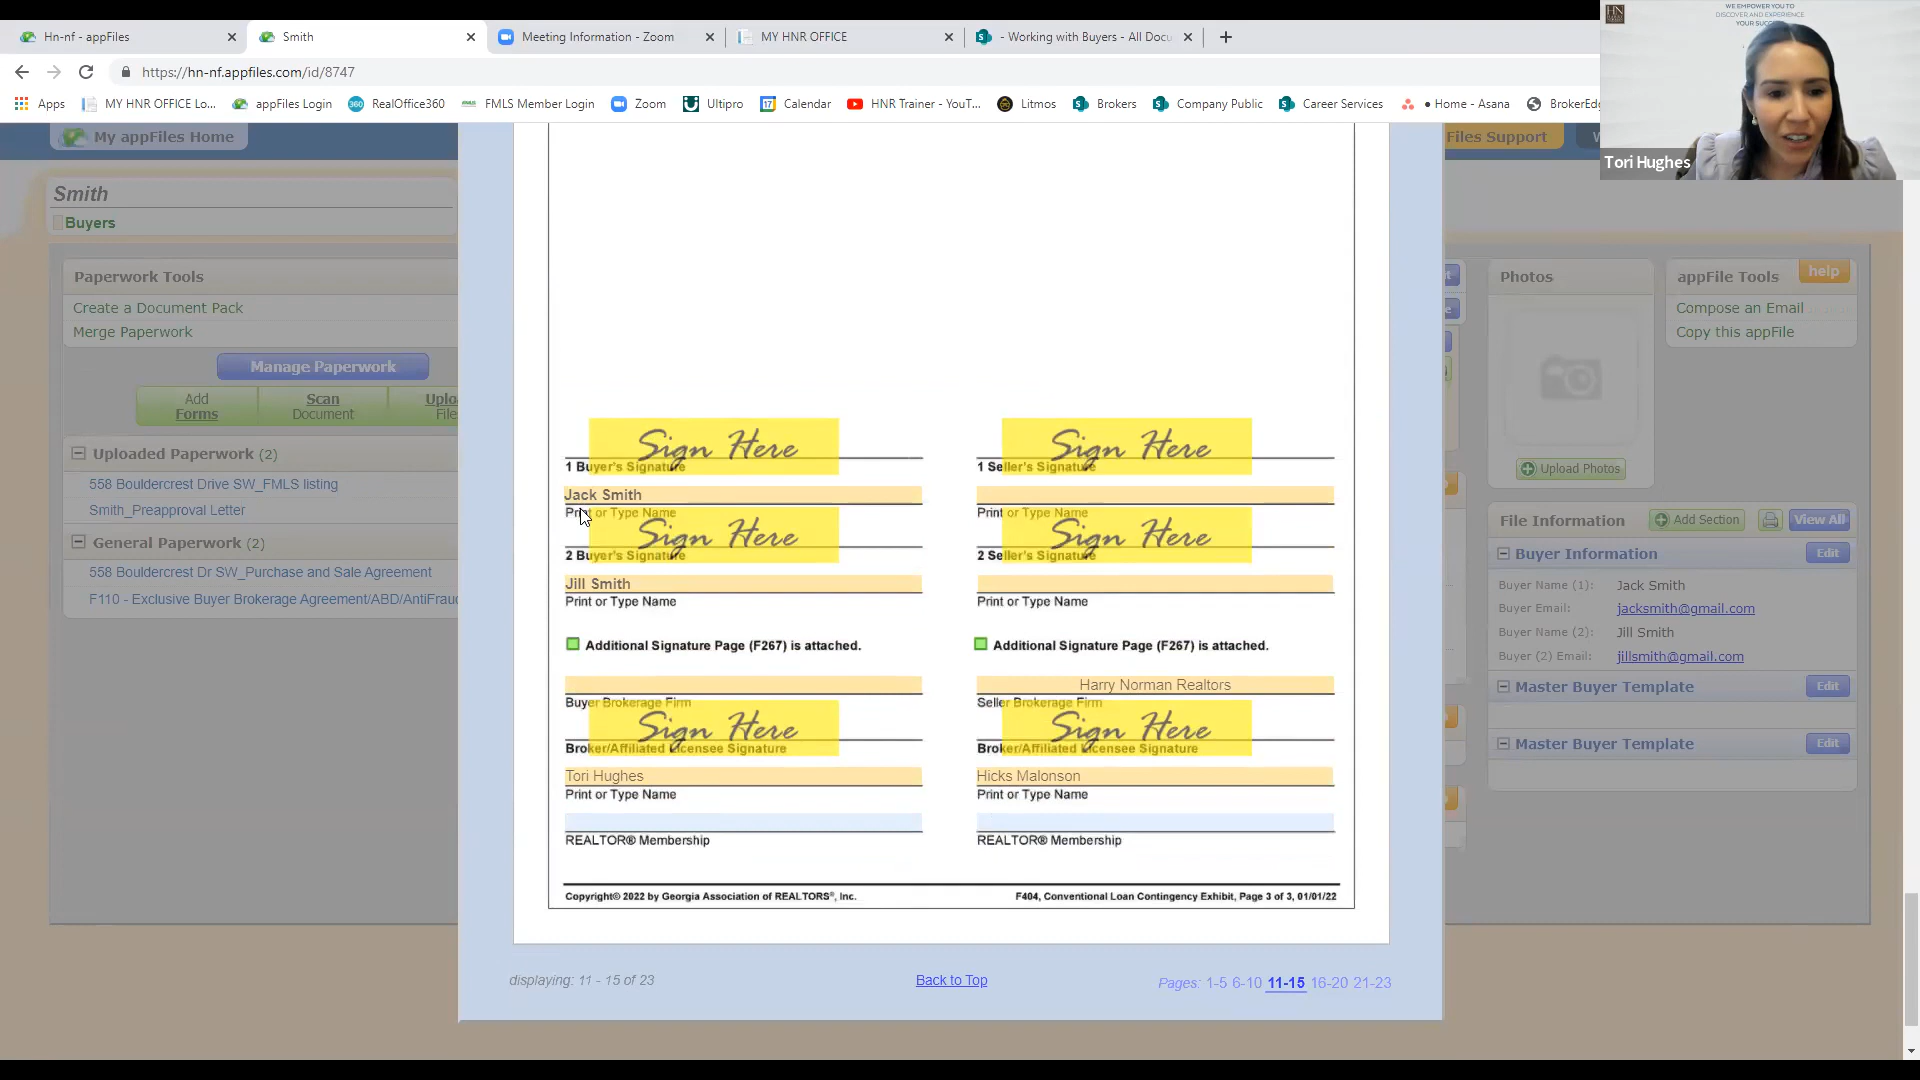 Hn-nf - appFiles
Smith
Meeting Information - Zoom
MY HNR OFFICE
- Working with Buyers - All Docu
https://hn-nf.appfiles.com/id/8747
Apps
MY HNR OFFICE Lo...
appFiles Login
360
RealOffice360
FMLS Member Login
Zoom
Ultipro
17
Calendar
HNR Trainer - YouT...
Litmos
Brokers
Company Public
Career Services
• Home - Asana
BrokerEdg
HN
WE EMPOWER YOU TO
DISCOVER AND EXPERIENCE
YOUR
Tori Hughes
My appFiles Home
Files Support
Smith
Buyers
Paperwork Tools
Create a Document Pack
Merge Paperwork
Manage Paperwork
Add Forms
Scan Document
Uplo
File
Uploaded Paperwork (2)
558 Bouldercrest Drive SW_FMLS listing
Smith_Preapproval Letter
General Paperwork (2)
558 Bouldercrest Dr SW_Purchase and Sale Agreement
F110 - Exclusive Buyer Brokerage Agreement/ABD/AntiFrau
Sign Here
1 Buyer's Signature
Jack Smith
Print or Type Name
Sign Here
2 Buyer's Signature
Jill Smith
Print or Type Name
Additional Signature Page (F267) is attached.
Buyer Brokerage Firm
Sign Here
Broker/Affiliated Licensee Signature
Tori Hughes
Print or Type Name
REALTOR® Membership
Sign Here
1 Seller's Signature
Print or Type Name
Sign Here
2 Seller's Signature
Print or Type Name
Additional Signature Page (F267) is attached.
Harry Norman Realtors
Seller Brokerage Firm
Sign Here
Broker/Affiliated Licensee Signature
Hicks Malonson
Print or Type Name
REALTOR® Membership
Copyright© 2022 by Georgia Association of REALTORS®, Inc.
F404, Conventional Loan Contingency Exhibit, Page 3 of 3, 01/01/22
displaying: 11 - 15 of 23
Back to Top
Pages: 1-5 6-10 11-15 16-20 21-23
Photos
Upload Photos
appFile Tools
help
Compose an Email
Copy this appFile
File Information
Add Section
View All
Buyer Information
Edit
Buyer Name (1): Jack Smith
Buyer Email: jacksmith@gmail.com
Buyer Name (2): Jill Smith
Buyer (2) Email: jillsmith@gmail.com
Master Buyer Template
Edit
Master Buyer Template
Edit